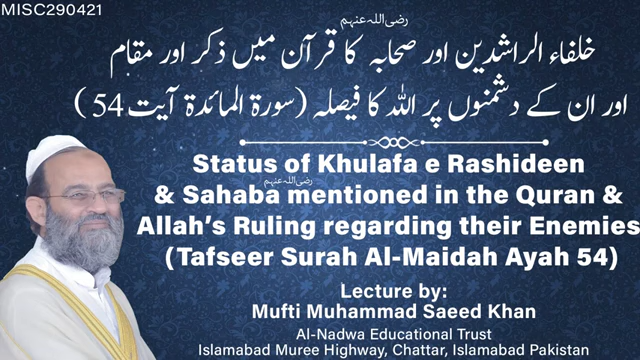 MISC290421
خلفاء الراشدین اور صحابہ رضی اللہ عنہم کا قرآن میں ذکر اور مقام
اور ان کے دشمنوں پر اللہ کا فیصلہ (سورۃ المائدۃ آیت۔54)
Status of Khulafa e Rashideen
& Sahaba رضی اللہ عنہم mentioned in the Quran &
Allah's Ruling regarding their Enemies
(Tafseer Surah Al-Maidah Ayah 54)
Lecture by:
Mufti Muhammad Saeed Khan
Al-Nadwa Educational Trust
Islamabad Muree Highway, Chattar, Islamabad Pakistan